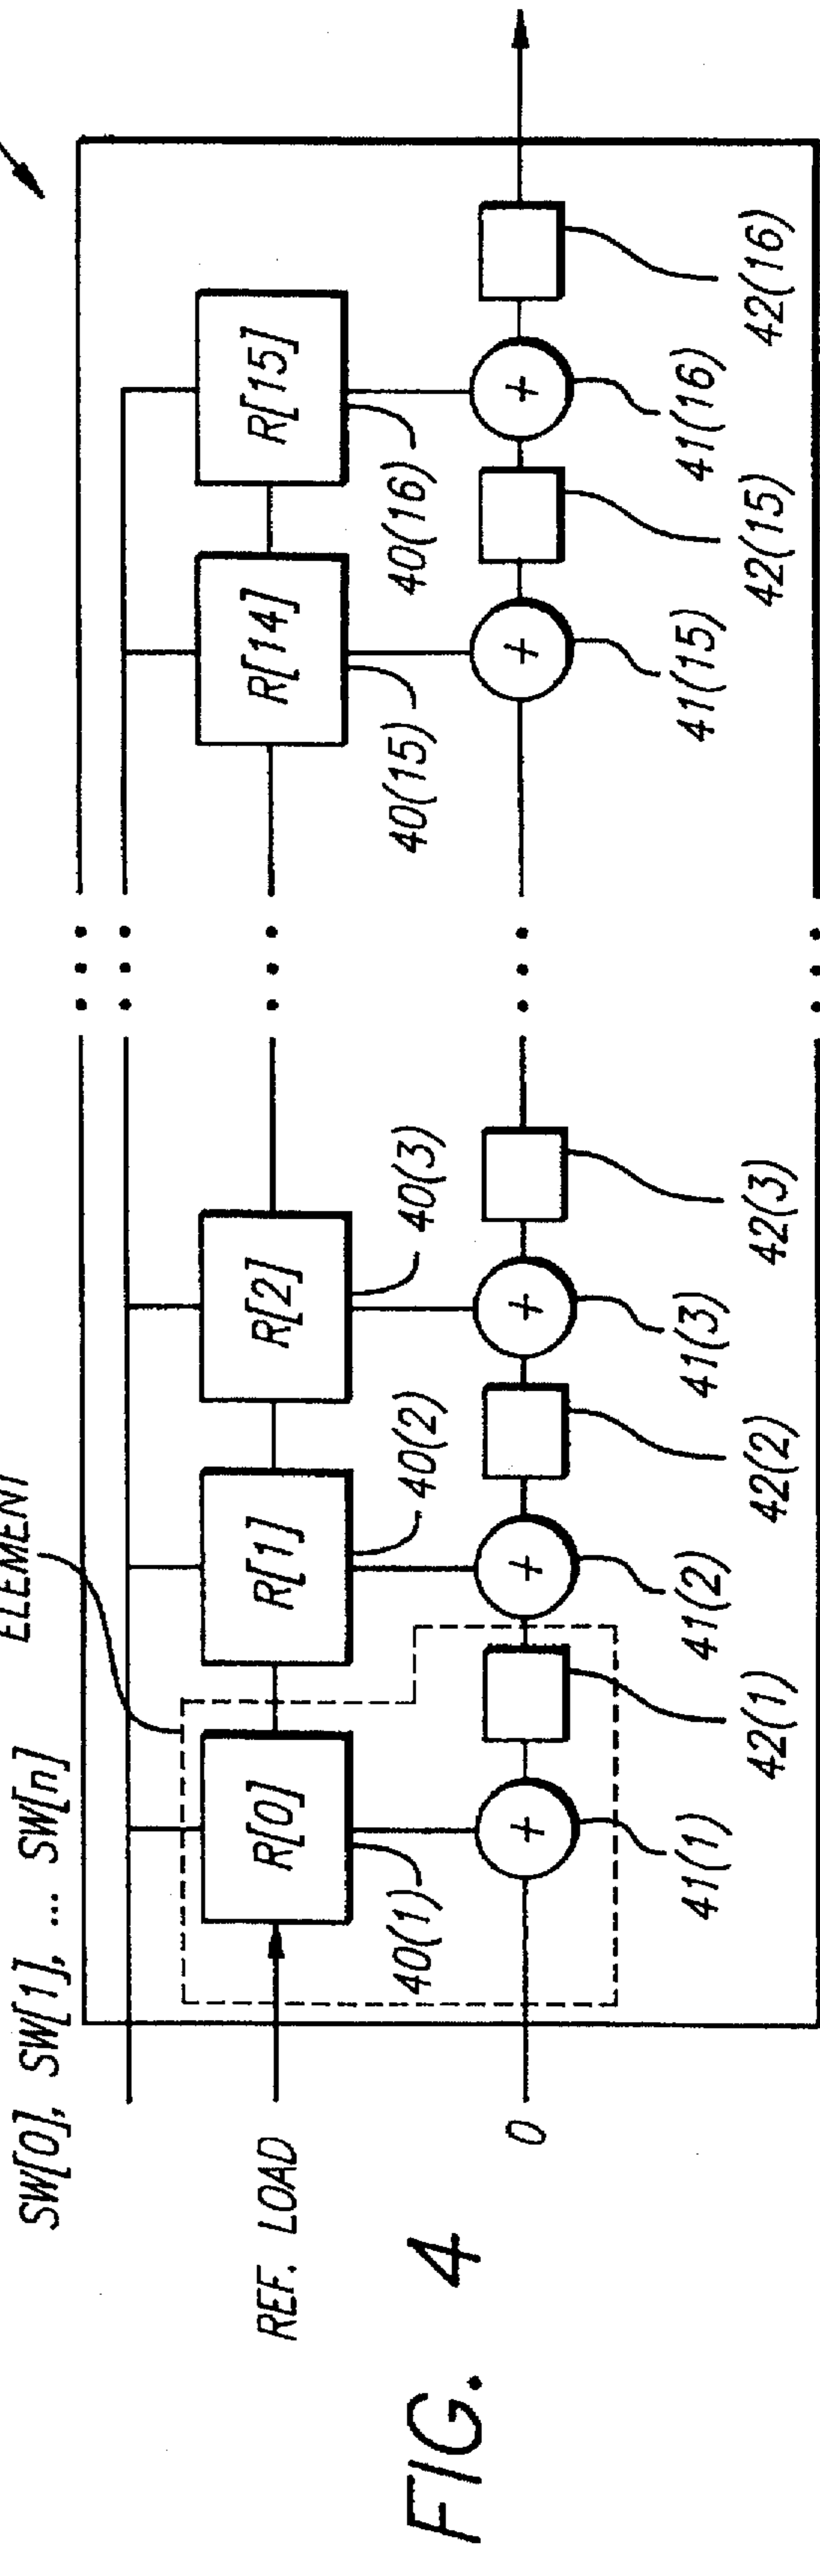 ELEMENT
SW[0], SW[1], ... SW[n]
REF. LOAD
0
R[0]
R[1]
R[2]
R[14]
R[15]
40(1)
40(2)
40(3)
40(15)
40(16)
+
+
+
+
+
41(1)
42(1)
41(2)
42(2)
41(3)
42(3)
41(15)
42(15)
41(16)
42(16)
FIG. 4